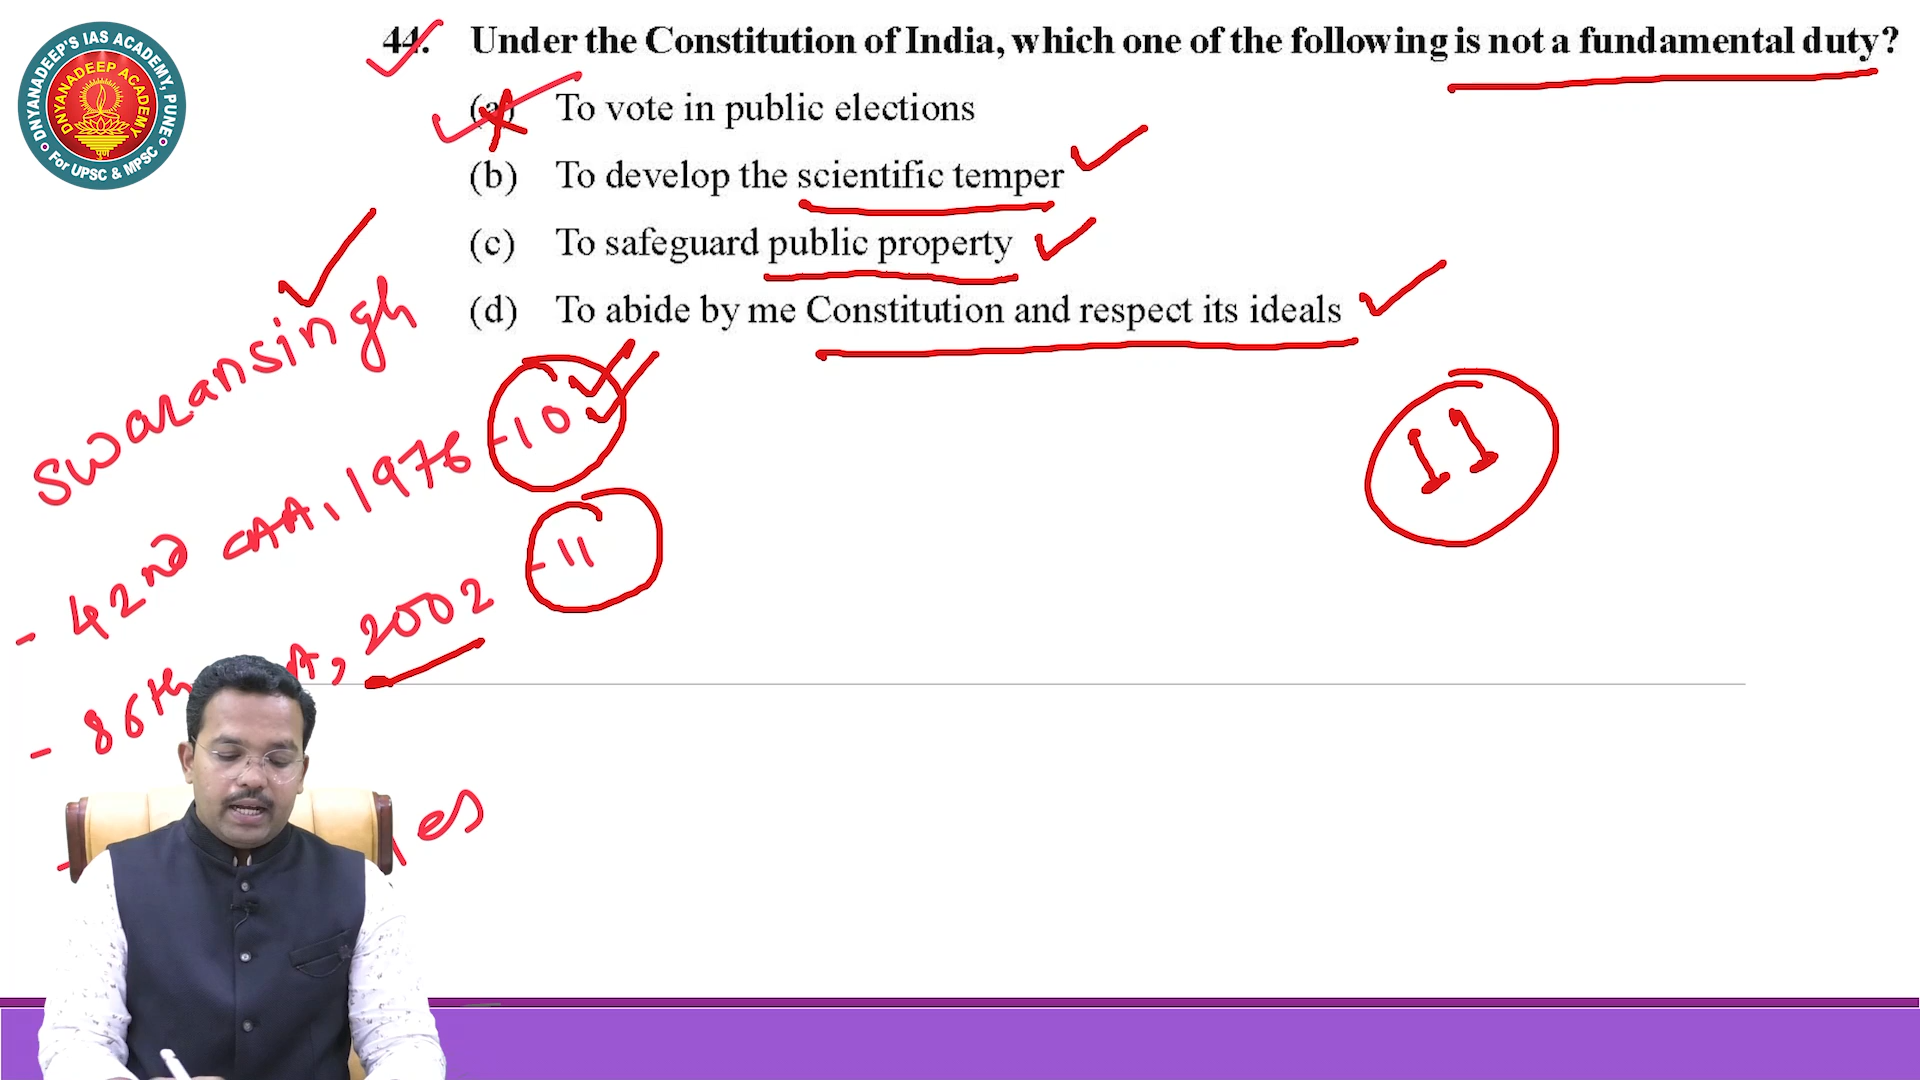 DNYANADEEP'S IAS ACADEMY, PUNE
DNYANADEEP ACADEMY
पुणे
For UPSC & MPSC
44. Under the Constitution of India, which one of the following is not a fundamental duty?
(a) To vote in public elections
(b) To develop the scientific temper
(c) To safeguard public property
(d) To abide by me Constitution and respect its ideals
Swaransingh
- 42nd CAA, 1976 - 10
- 86th A, 2002 - 11
11
es